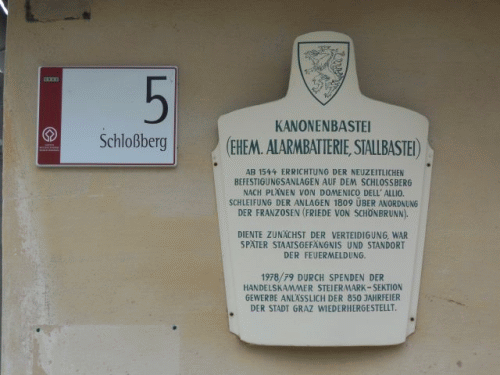 5
Schloßberg
KANONENBASTEI
(EHEM. ALARMBATTERIE, STALLBASTEI)
AB 1544 ERRICHTUNG DER NEUZEITLICHEN
BEFESTIGUNGSANLAGEN AUF DEM SCHLOSSBERG
NACH PLÄNEN VON DOMENICO DELL'ALLIO.
SCHLEIFUNG DER ANLAGEN 1809 ÜBER ANORDNUNG
DER FRANZOSEN (FRIEDE VON SCHÖNBRUNN).
DIENTE ZUNÄCHST DER VERTEIDIGUNG, WAR
SPÄTER STAATSGEFÄNGNIS UND STANDORT
DER FEUERMELDUNG.
1978/79 DURCH SPENDEN DER
HANDELSKAMMER STEIERMARK-SEKTION
GEWERBE ANLÄSSLICH DER 850 JAHRFEIER
DER STADT GRAZ WIEDERHERGESTELLT.